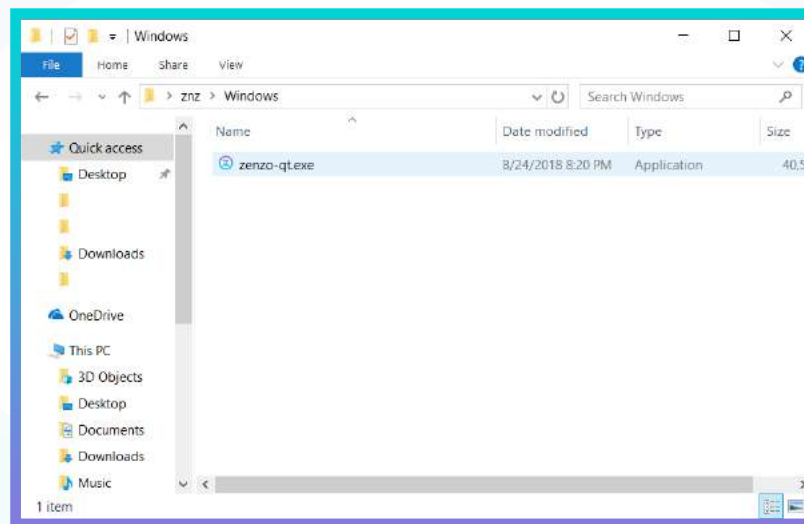 Windows
File Home Share View
znz > Windows
Search Windows
Name Date modified Type Size
Quick access
zenzo-qt.exe 8/24/2018 8:20 PM Application 40,5
Desktop
Downloads
OneDrive
This PC
3D Objects
Desktop
Documents
Downloads
Music
1 item